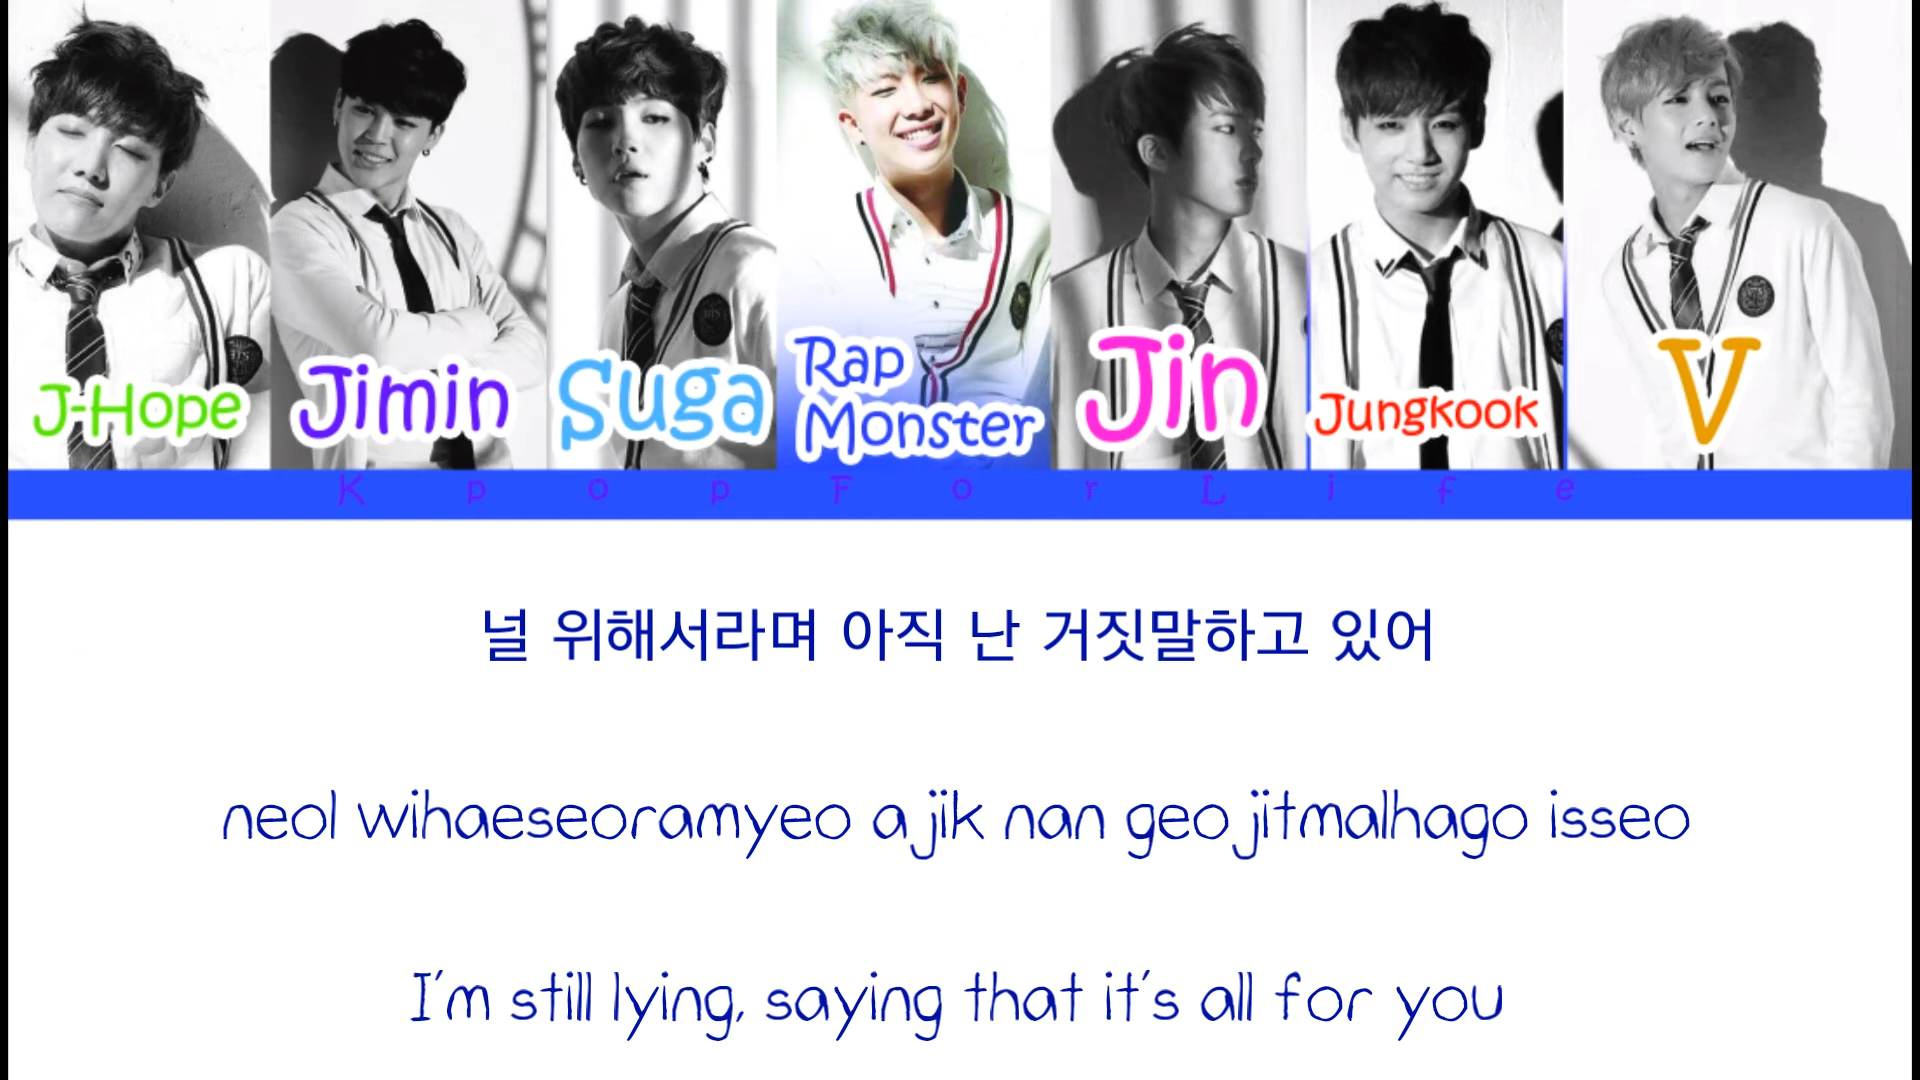 J-Hope
Jimin
Suga
Rap
Monster
Jin
Jungkook
V
KpopForLife
널 위해서라며 아직 난 거짓말하고 있어
neol wihaeseoramyeo ajik nan geojitmalhago isseo
I'm still lying, saying that it's all for you